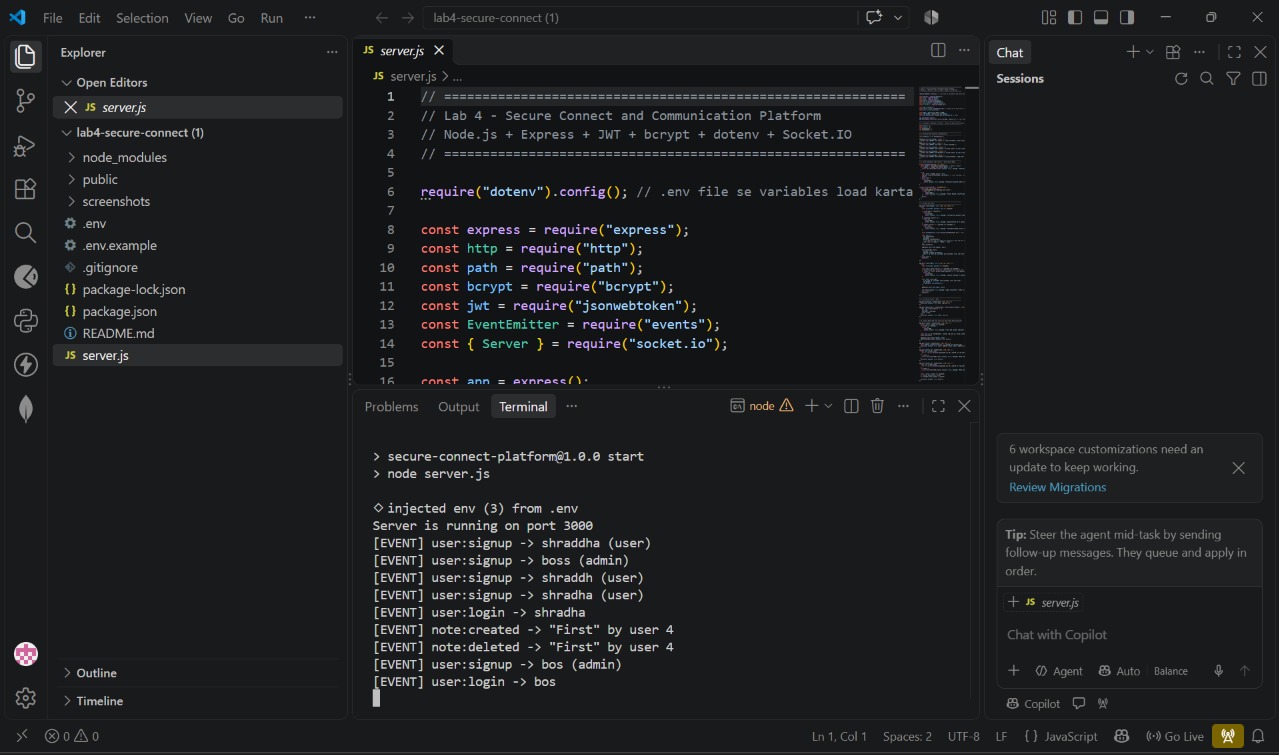 File Edit Selection View Go Run ··· lab4-secure-connect (1)
Explorer ···
Open Editors
JS server.js
lab4-secure-connect (1)
node_modules
public
screenshots
.env
.env.example
.gitignore
{} package-lock.json
{} package.json
README.md
JS server.js
Outline
Timeline
JS server.js
JS server.js > ...
1 // ============================================================
2 // Lab 4 - Secure Connect and Communication Platform
3 // Node.js + Express + JWT + bcrypt + dotenv + Socket.IO
4 // ============================================================
5
6 require("dotenv").config(); // .env file se variables load karta
7
8 const express = require("express");
9 const http = require("http");
10 const path = require("path");
11 const bcrypt = require("bcrypt");
12 const jwt = require("jsonwebtoken");
13 const EventEmitter = require("events");
14 const { Server } = require("socket.io");
15
16 const app = express();
Problems Output Terminal ··· node
> secure-connect-platform@1.0.0 start
> node server.js
◇ injected env (3) from .env
Server is running on port 3000
[EVENT] user:signup -> shraddha (user)
[EVENT] user:signup -> boss (admin)
[EVENT] user:signup -> shraddh (user)
[EVENT] user:signup -> shradha (user)
[EVENT] user:login -> shradha
[EVENT] note:created -> "First" by user 4
[EVENT] note:deleted -> "First" by user 4
[EVENT] user:signup -> bos (admin)
[EVENT] user:login -> bos
Chat
Sessions
6 workspace customizations need an
update to keep working.
Review Migrations
Tip: Steer the agent mid-task by sending
follow-up messages. They queue and apply in
order.
JS server.js
Chat with Copilot
Agent Auto Balance
Copilot
0 0 Ln 1, Col 1 Spaces: 2 UTF-8 LF {} JavaScript Go Live